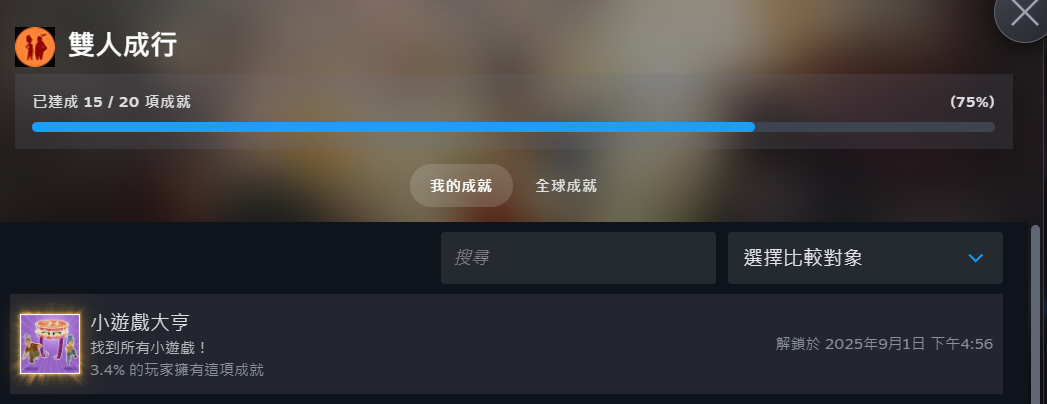 雙人成行
已達成 15 / 20 項成就 (75%)
我的成就 全球成就
搜尋 選擇比較對象
小遊戲大亨
找到所有小遊戲！
3.4% 的玩家擁有這項成就
解鎖於 2025年9月1日 下午4:56